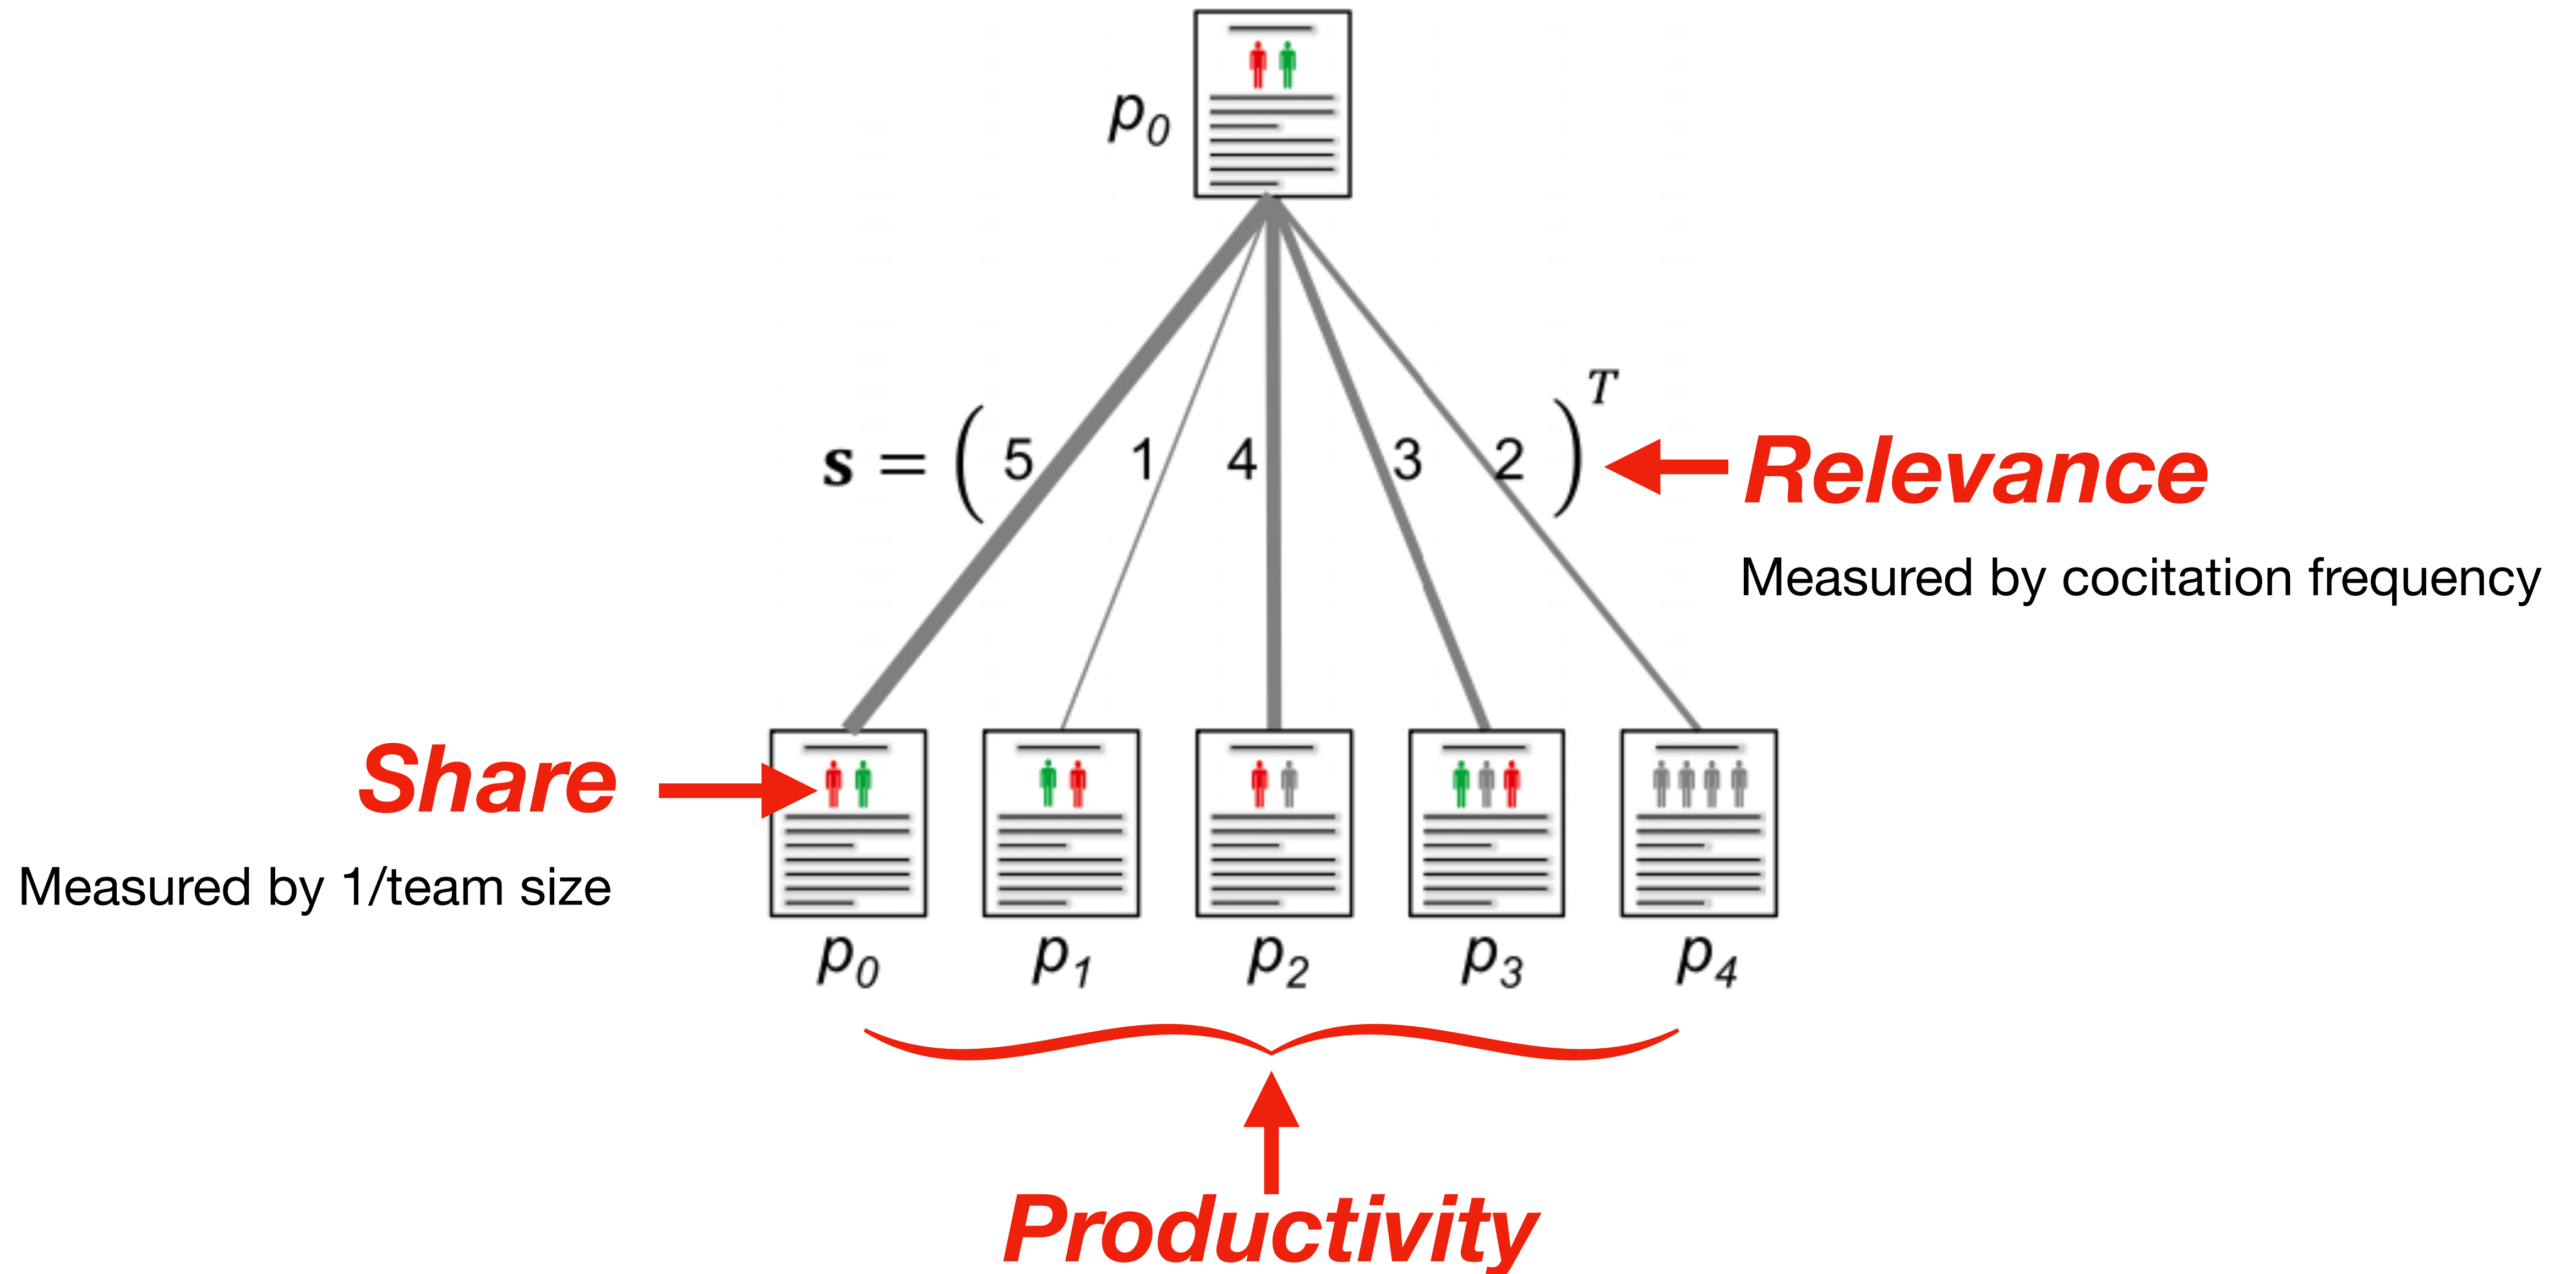 p0
s = ( 5 1 4 3 2 )T
Relevance
Measured by cocitation frequency
Share
Measured by 1/team size
p0 p1 p2 p3 p4
Productivity